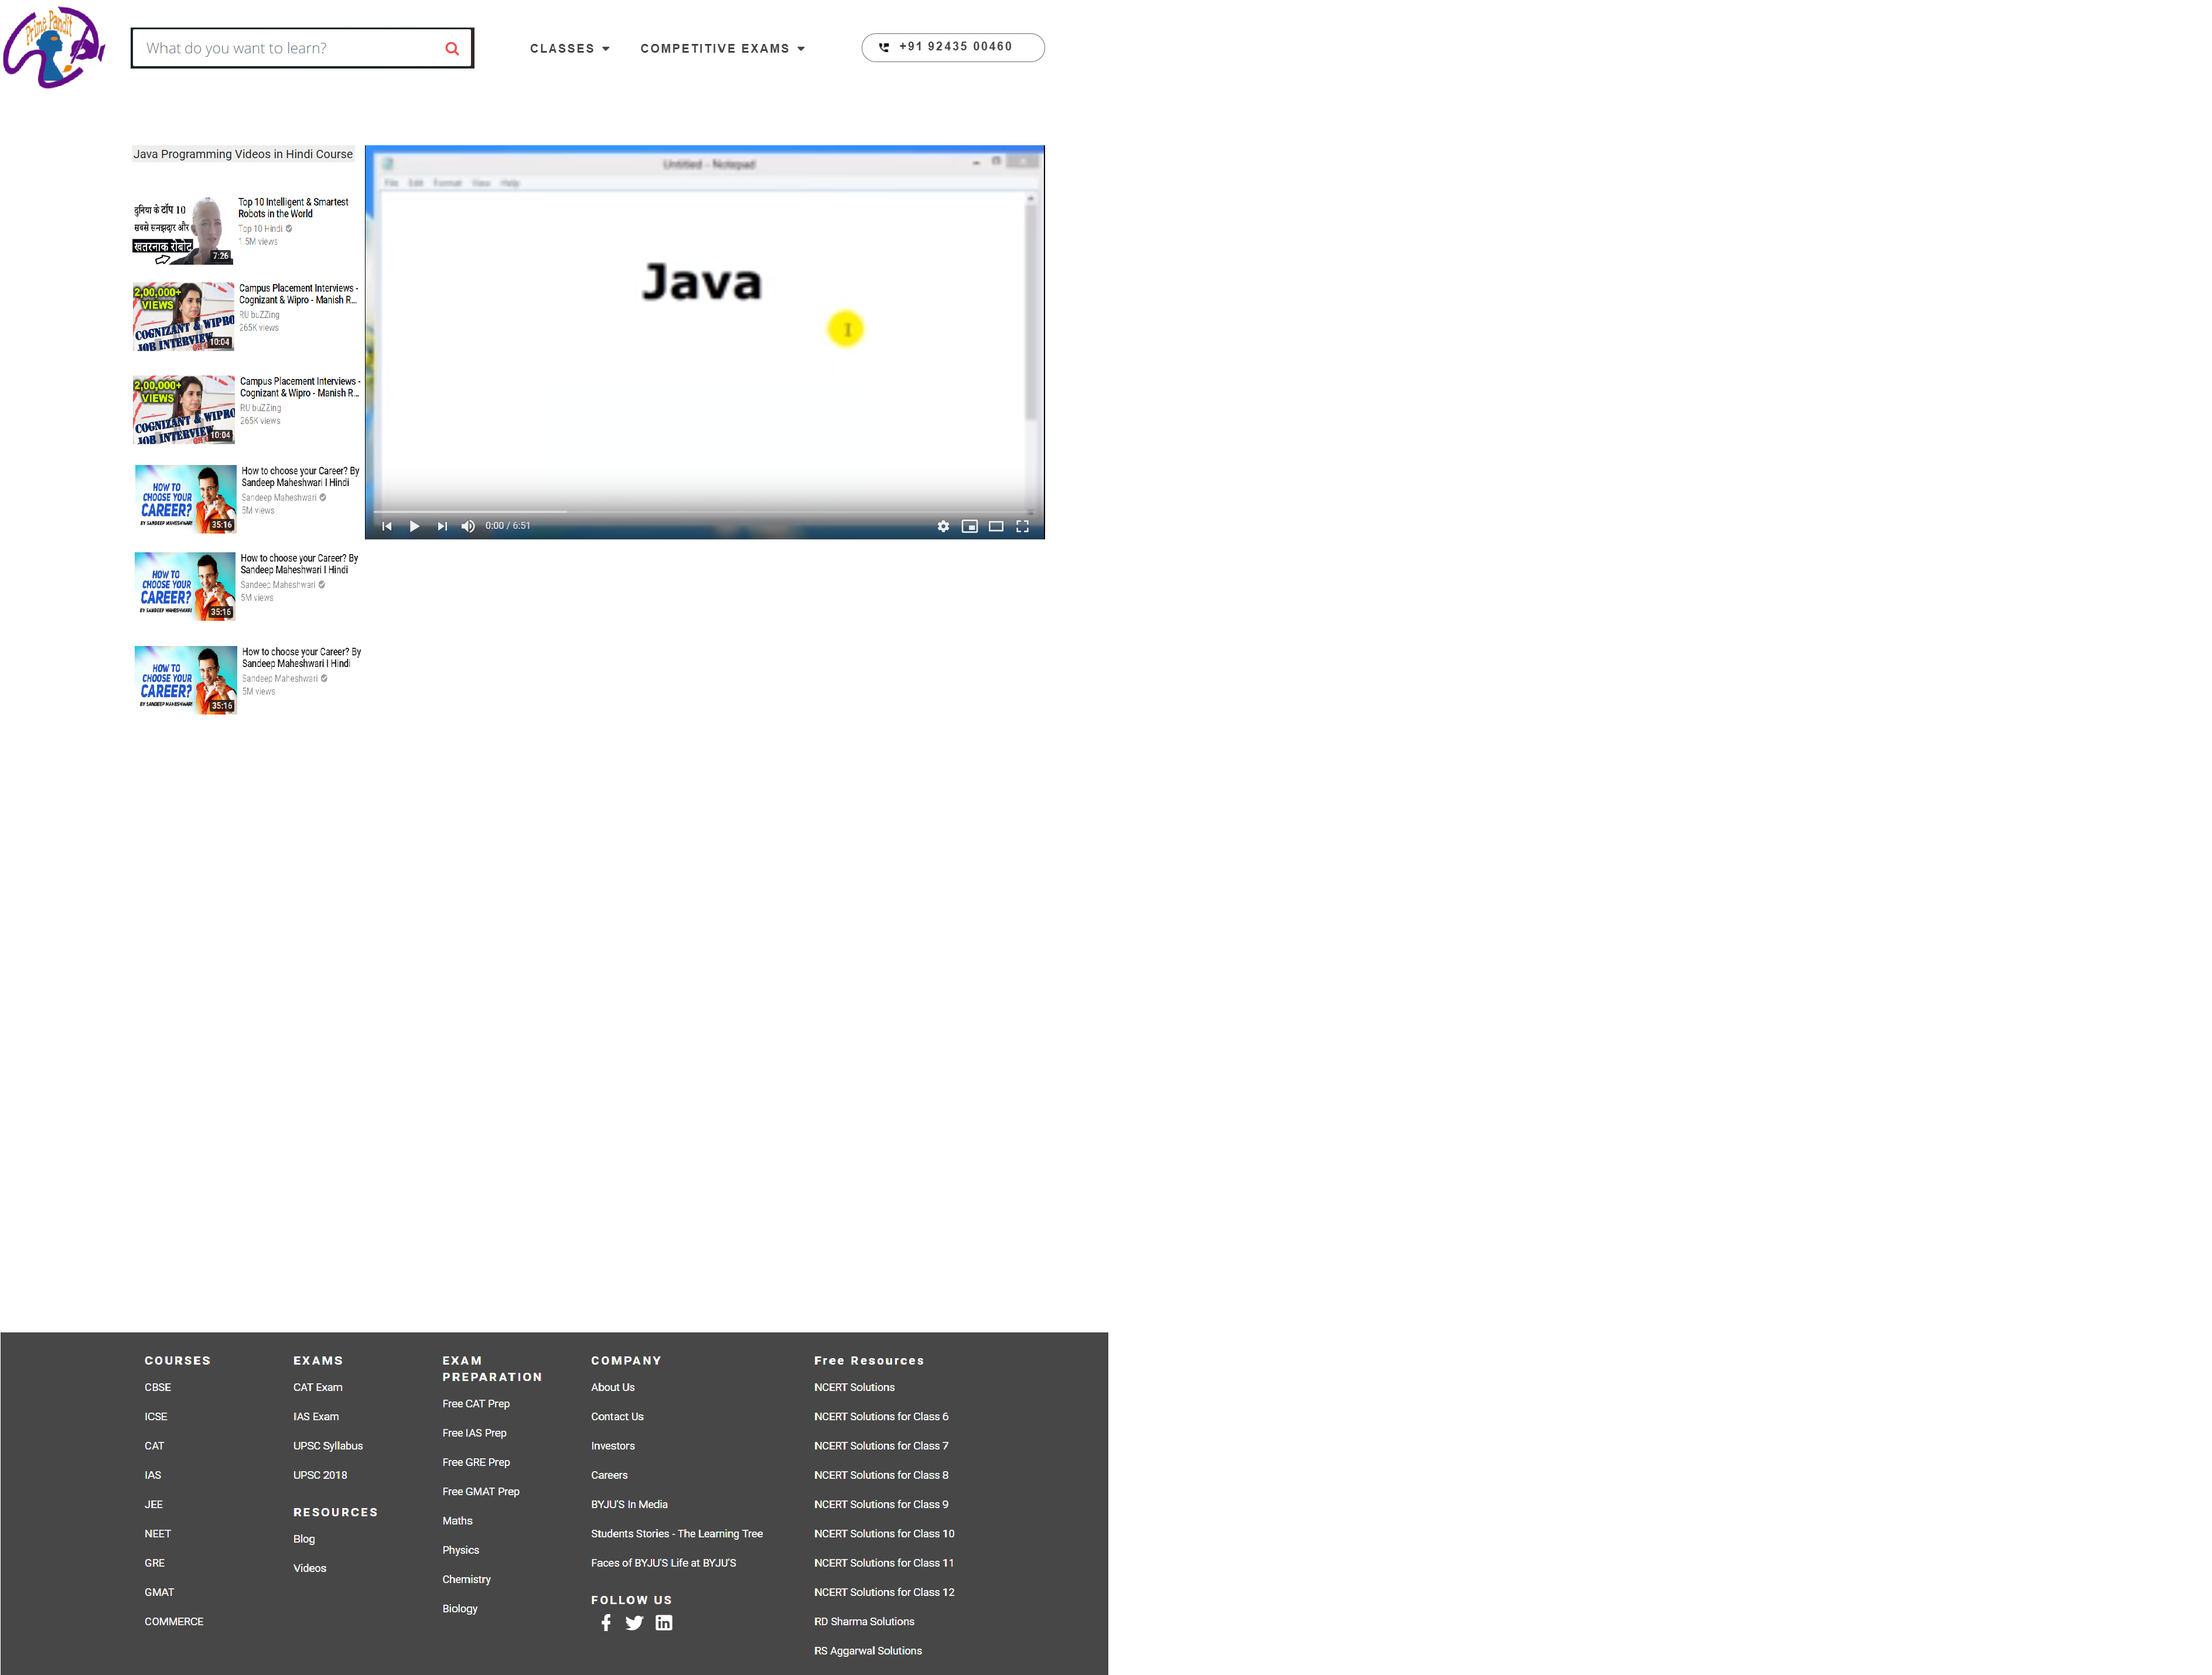 Prime Pandit
What do you want to learn?
CLASSES
COMPETITIVE EXAMS
+91 92435 00460
Java Programming Videos in Hindi Course
दुनिया के टॉप 10
सबसे समझदार और
खतरनाक रोबोट
7:26
Top 10 Intelligent & Smartest
Robots in the World
Top 10 Hindi
1.5M views
2,00,000+
VIEWS
COGNIZANT & WIPRO
JOB INTERVIEW
10:04
Campus Placement Interviews -
Cognizant & Wipro - Manish R...
RU buZZing
265K views
2,00,000+
VIEWS
COGNIZANT & WIPRO
JOB INTERVIEW
10:04
Campus Placement Interviews -
Cognizant & Wipro - Manish R...
RU buZZing
265K views
HOW TO
CHOOSE YOUR
CAREER?
BY SANDEEP MAHESHWARI
35:16
How to choose your Career? By
Sandeep Maheshwari I Hindi
Sandeep Maheshwari
5M views
HOW TO
CHOOSE YOUR
CAREER?
BY SANDEEP MAHESHWARI
35:16
How to choose your Career? By
Sandeep Maheshwari I Hindi
Sandeep Maheshwari
5M views
HOW TO
CHOOSE YOUR
CAREER?
BY SANDEEP MAHESHWARI
35:16
How to choose your Career? By
Sandeep Maheshwari I Hindi
Sandeep Maheshwari
5M views
Untitled - Notepad
File Edit Format View Help
Java
0:00 / 6:51
COURSES
CBSE
ICSE
CAT
IAS
JEE
NEET
GRE
GMAT
COMMERCE
EXAMS
CAT Exam
IAS Exam
UPSC Syllabus
UPSC 2018
RESOURCES
Blog
Videos
EXAM
PREPARATION
Free CAT Prep
Free IAS Prep
Free GRE Prep
Free GMAT Prep
Maths
Physics
Chemistry
Biology
COMPANY
About Us
Contact Us
Investors
Careers
BYJU'S In Media
Students Stories - The Learning Tree
Faces of BYJU'S Life at BYJU'S
FOLLOW US
Free Resources
NCERT Solutions
NCERT Solutions for Class 6
NCERT Solutions for Class 7
NCERT Solutions for Class 8
NCERT Solutions for Class 9
NCERT Solutions for Class 10
NCERT Solutions for Class 11
NCERT Solutions for Class 12
RD Sharma Solutions
RS Aggarwal Solutions